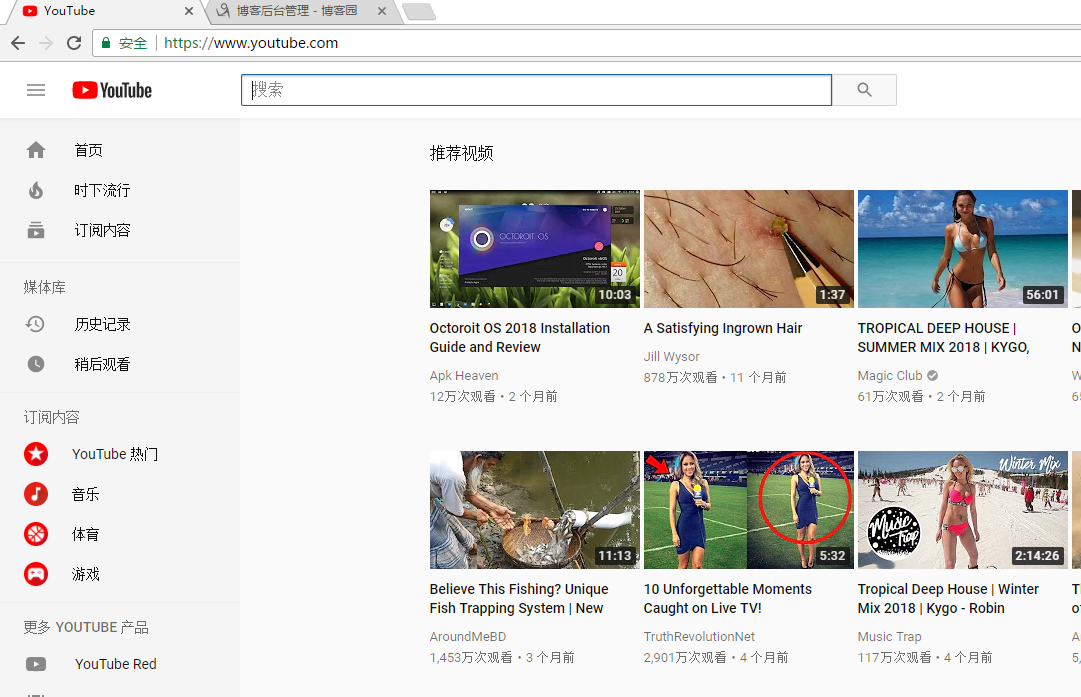 YouTube
博客后台管理 - 博客园
安全
https://www.youtube.com
YouTube
搜索
首页
时下流行
订阅内容
媒体库
历史记录
稍后观看
订阅内容
YouTube 热门
音乐
体育
游戏
更多 YOUTUBE 产品
YouTube Red
推荐视频
OCTOROIT OS
20
10:03
Octoroit OS 2018 Installation
Guide and Review
Apk Heaven
12万次观看 • 2 个月前
1:37
A Satisfying Ingrown Hair
Jill Wysor
878万次观看 • 11 个月前
56:01
TROPICAL DEEP HOUSE |
SUMMER MIX 2018 | KYGO,
Magic Club
61万次观看 • 2 个月前
11:13
Believe This Fishing? Unique
Fish Trapping System | New
AroundMeBD
1,453万次观看 • 3 个月前
5:32
10 Unforgettable Moments
Caught on Live TV!
TruthRevolutionNet
2,901万次观看 • 4 个月前
Winter Mix
Music
Trap
2:14:26
Tropical Deep House | Winter
Mix 2018 | Kygo - Robin
Music Trap
117万次观看 • 4 个月前